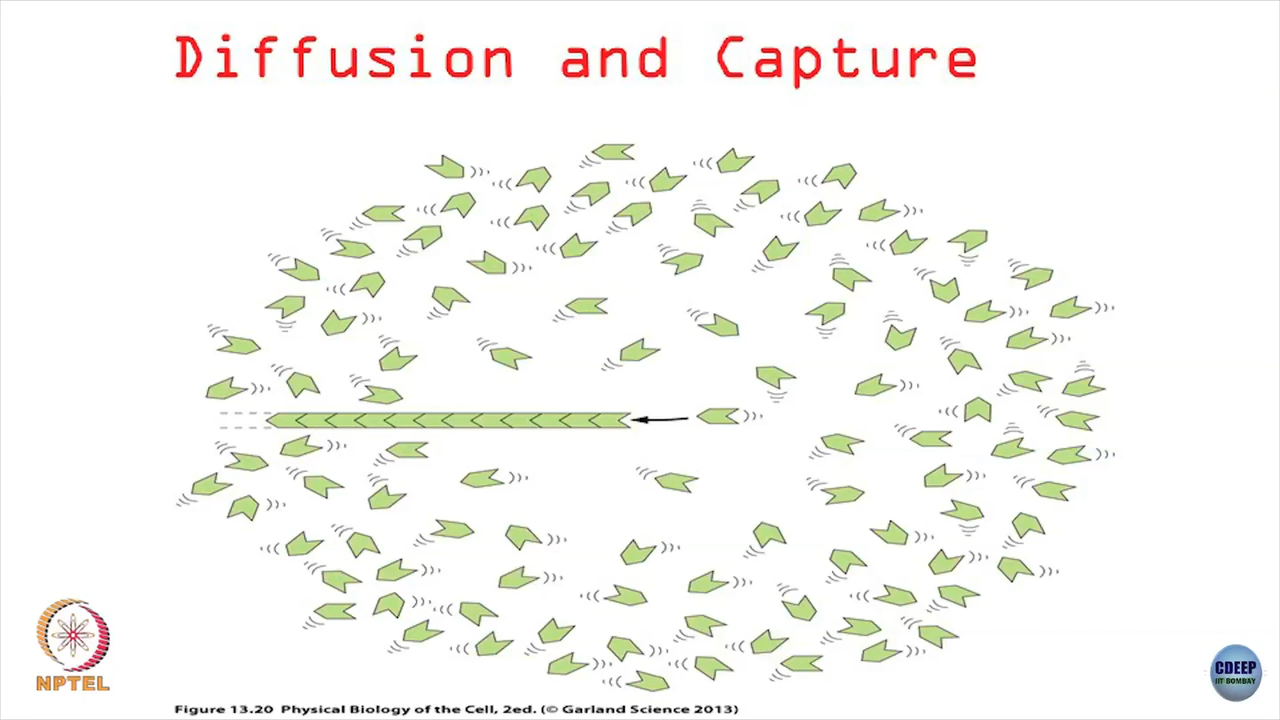 Diffusion and Capture
NPTEL
CDEEP
IIT BOMBAY
Figure 13.20 Physical Biology of the Cell, 2ed. (© Garland Science 2013)